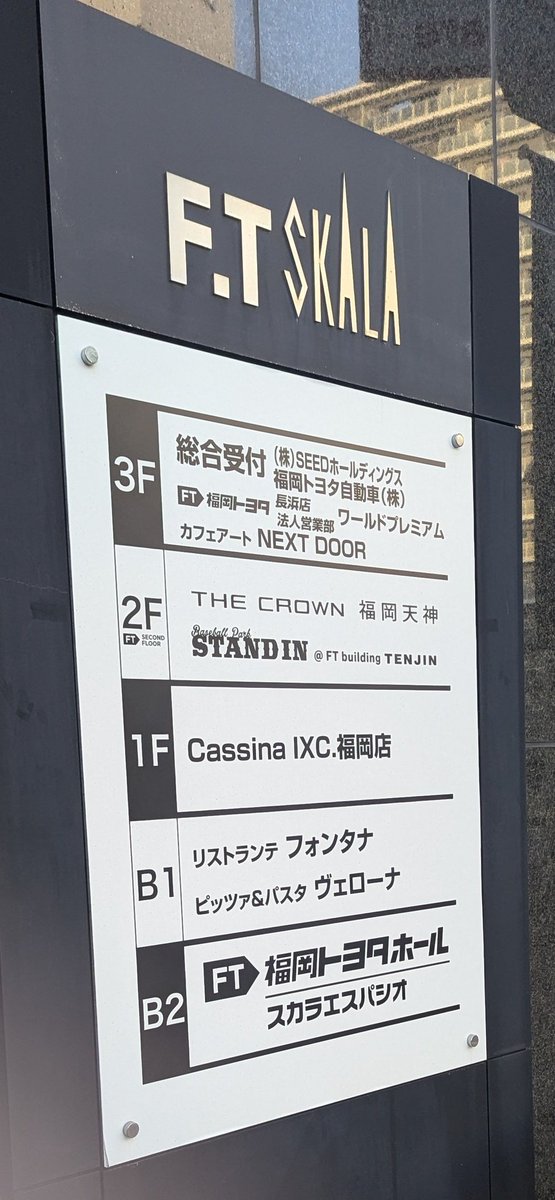 F.T SKALA
3F
総合受付 (株)SEEDホールディングス
福岡トヨタ自動車(株)
FT 福岡トヨタ 長浜店 法人営業部 ワールドプレミアム
カフェアート NEXT DOOR
2F
FT SECOND FLOOR
THE CROWN 福岡天神
Baseball Park
STAND IN @ FT building TENJIN
1F
Cassina IXC.福岡店
B1
リストランテ フォンタナ
ピッツァ&パスタ ヴェローナ
B2
FT 福岡トヨタホール
スカラエスパシオ